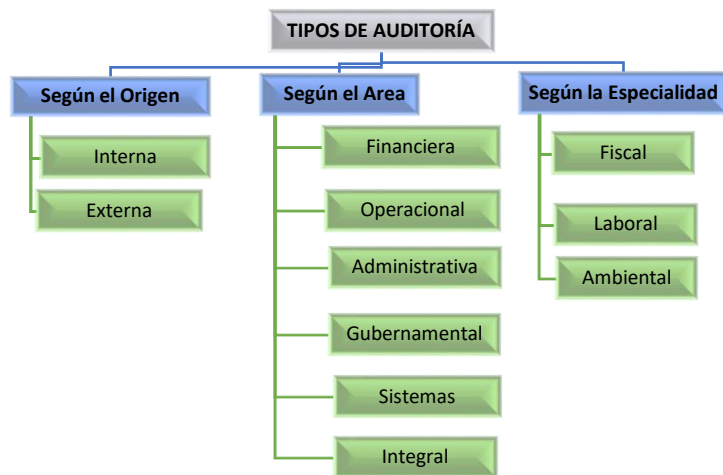 TIPOS DE AUDITORÍA
Según el Origen
Interna
Externa
Según el Area
Financiera
Operacional
Administrativa
Gubernamental
Sistemas
Integral
Según la Especialidad
Fiscal
Laboral
Ambiental